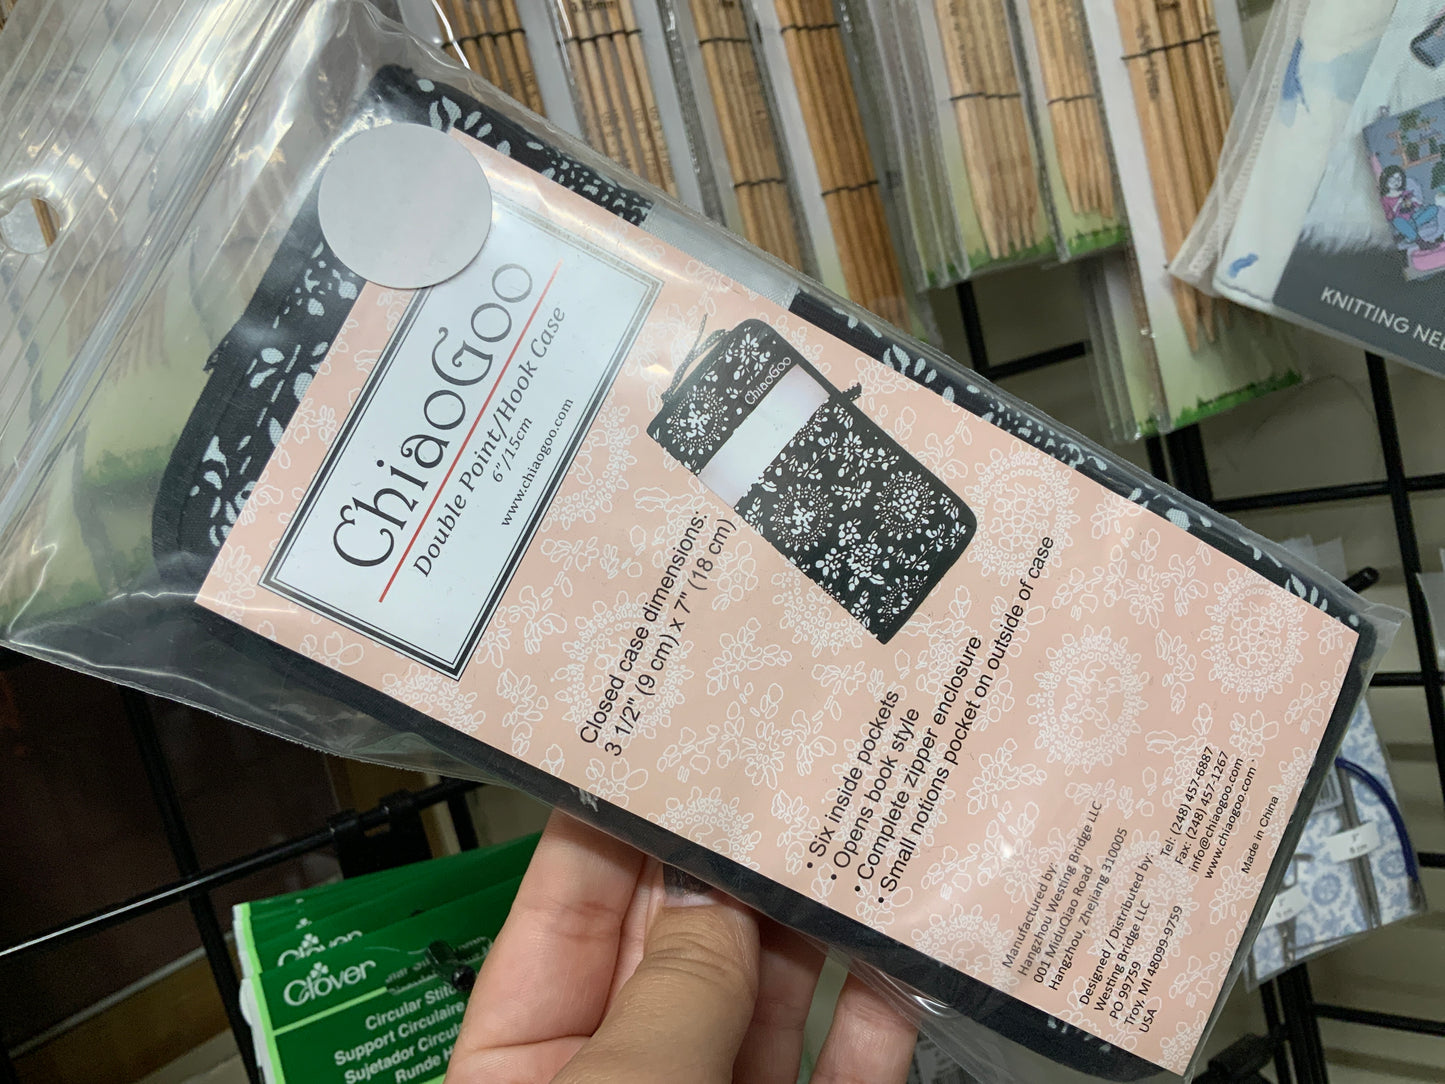 ChiaoGoo
Double Point/Hook Case
6"/15cm
www.chiaogoo.com
ChiaoGoo
Closed case dimensions:
3 1/2" (9 cm) x 7" (18 cm)
• Six inside pockets
• Opens book style
• Complete zipper enclosure
• Small notions pocket on outside of case
Manufactured by:
Hangzhou Westing Bridge LLC
001 MiduQiao Road
Hangzhou, Zhejiang 310005
Designed / Distributed by:
Westing Bridge LLC
PO 99759
Troy, MI 48099-9759
USA
Tel: (248) 457-6887
Fax: (248) 457-1267
info@chiaogoo.com
www.chiaogoo.com
Made in China
KNITTING NEE
Clover
Clover
Circular Stit
Support Circulaire
Sujetador Circula
Runde